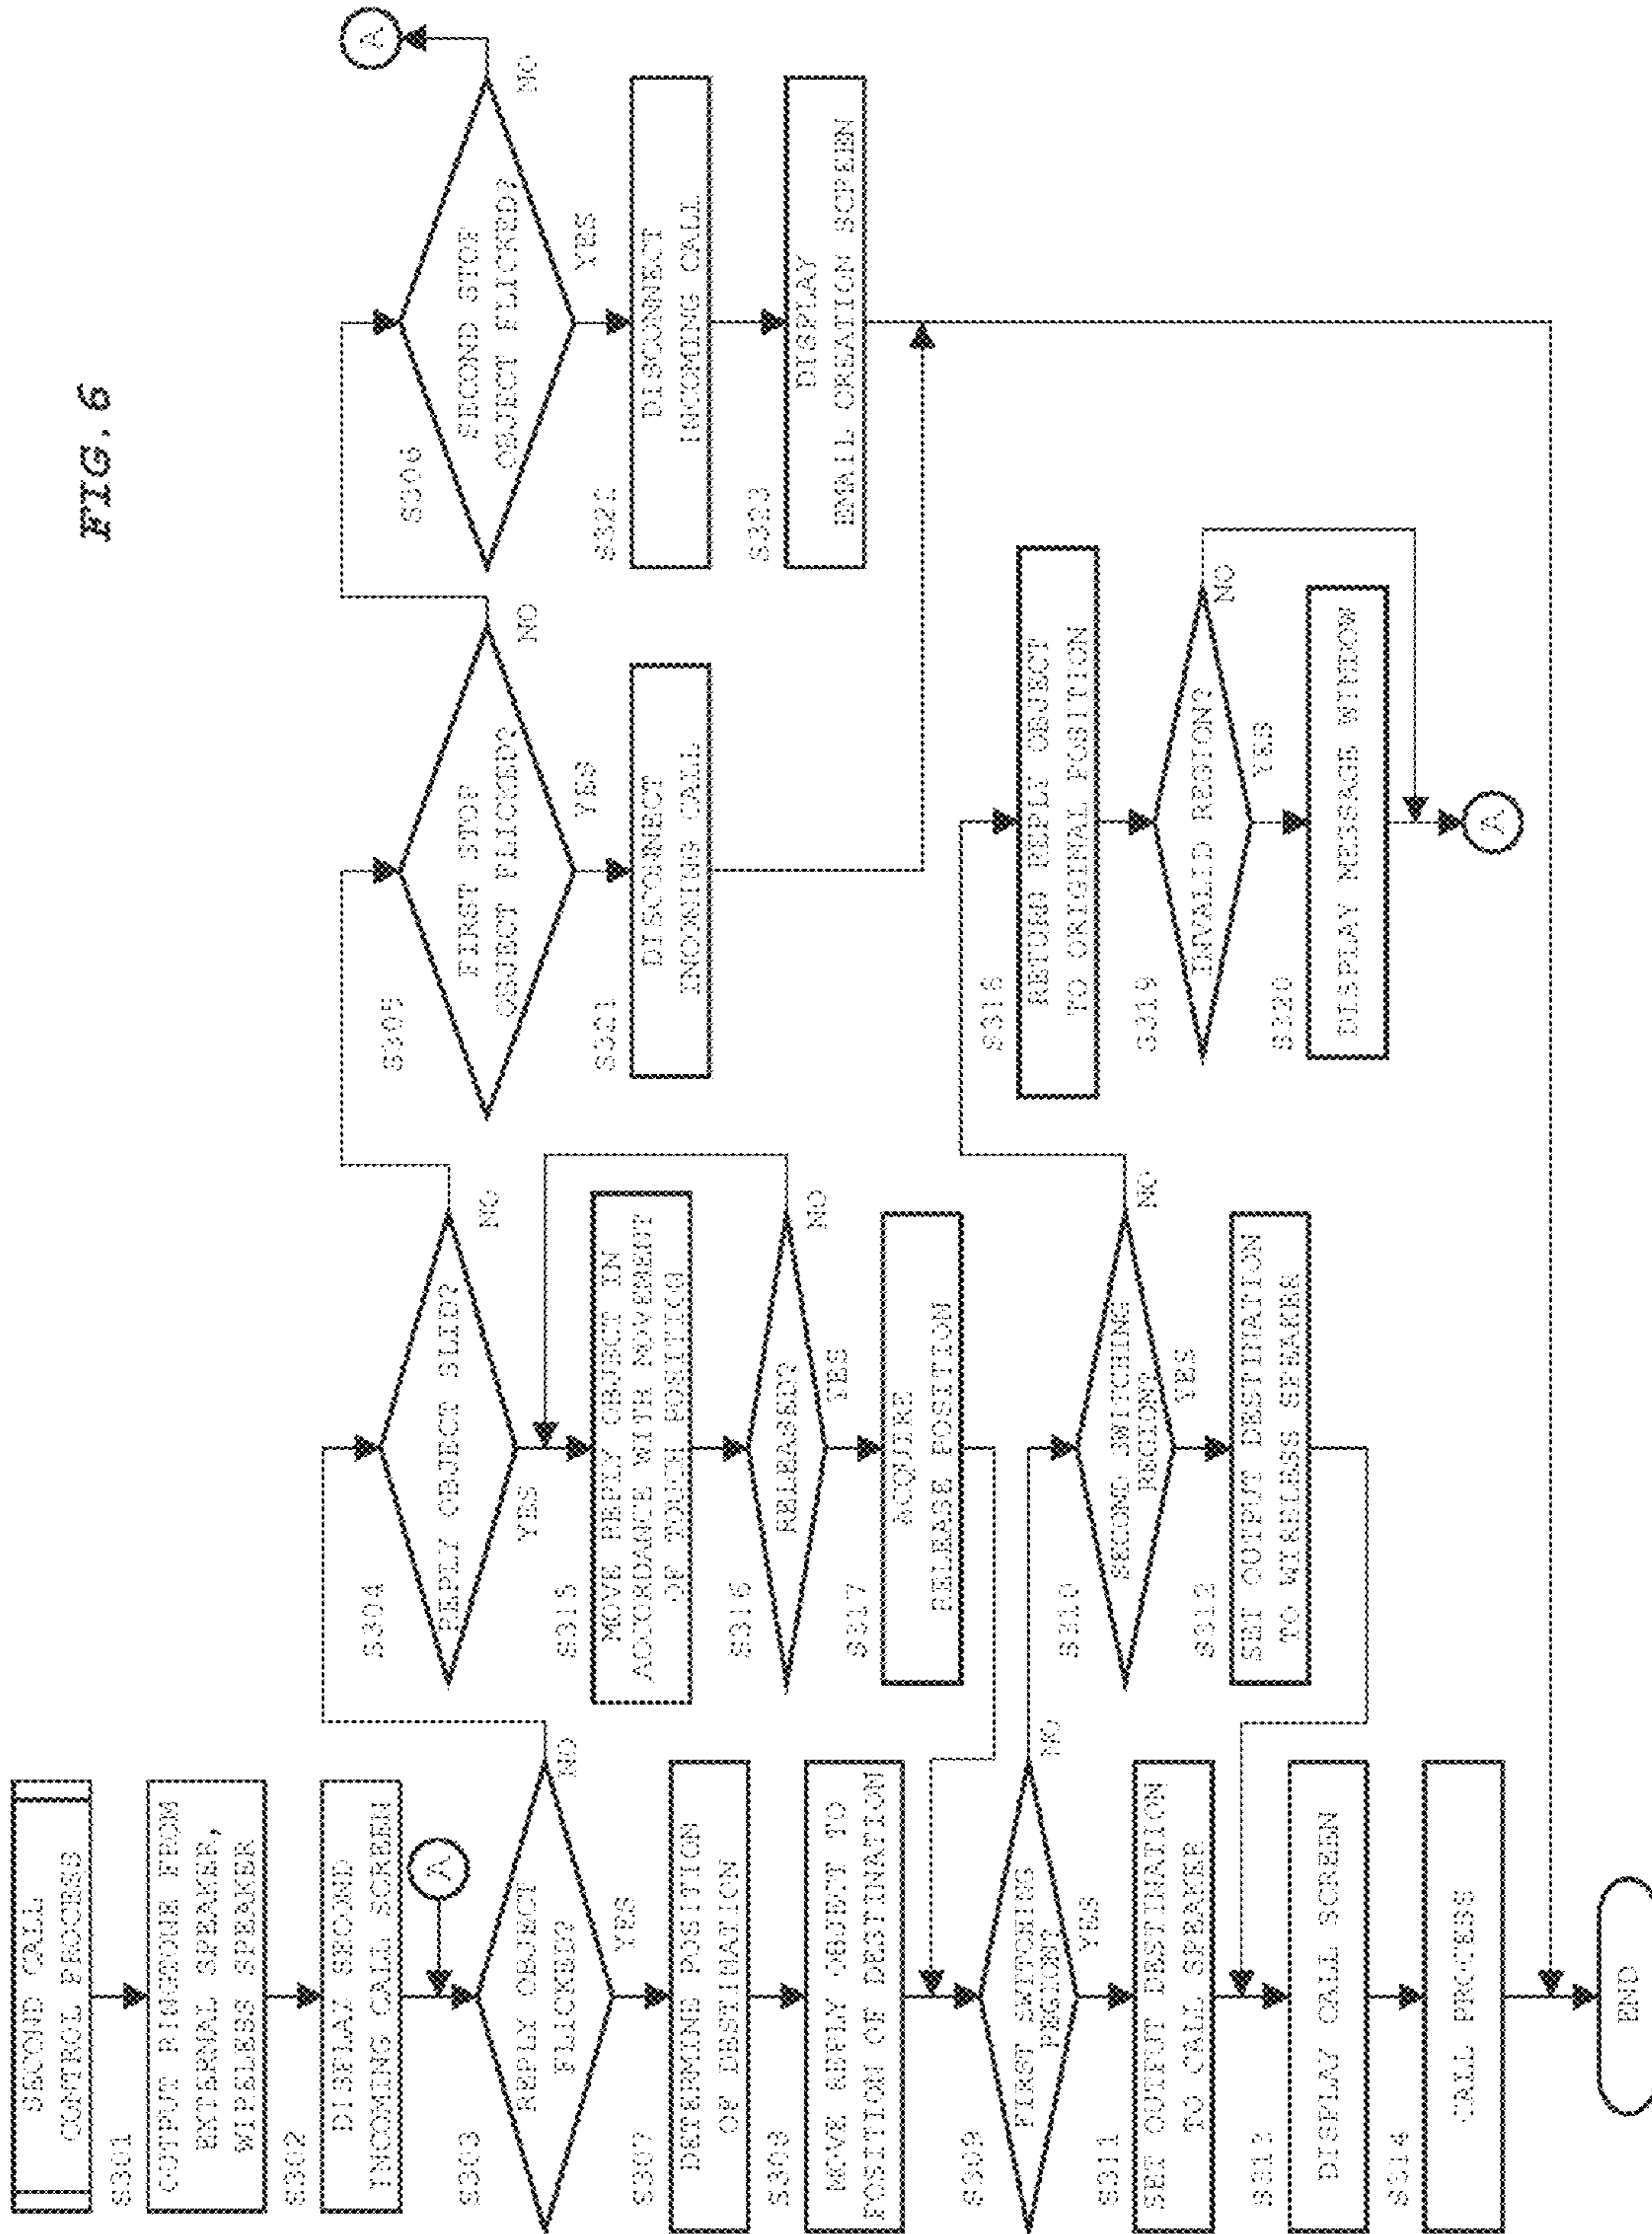 FIG. 6
SECOND CALL
CONTROL PROCESS
S301
OUTPUT RINGTONE FROM
EXTERNAL SPEAKER,
WIRELESS SPEAKER
S302
DISPLAY SECOND
INCOMING CALL SCREEN
A
S303
REPLY OBJECT
FLICKED?
NO
YES
S307
DETERMINE POSITION
OF DESTINATION
S308
MOVE REPLY OBJECT TO
POSITION OF DESTINATION
S309
FIRST SWITCHING
REGION?
NO
YES
S311
SET OUTPUT DESTINATION
TO CALL SPEAKER
S313
DISPLAY CALL SCREEN
S314
CALL PROCESS
END
S304
REPLY OBJECT SLID?
NO
YES
S315
MOVE REPLY OBJECT IN
ACCORDANCE WITH MOVEMENT
OF TOUCH POSITION
S316
RELEASED?
NO
YES
S317
ACQUIRE
RELEASE POSITION
S310
SECOND SWITCHING
REGION?
NO
YES
S312
SET OUTPUT DESTINATION
TO WIRELESS SPEAKER
S305
FIRST STOP
OBJECT FLICKED?
NO
YES
S321
DISCONNECT
INCOMING CALL
S318
RETURN REPLY OBJECT
TO ORIGINAL POSITION
S319
INVALID REGION?
NO
YES
S320
DISPLAY MESSAGE WINDOW
A
S306
SECOND STOP
OBJECT FLICKED?
NO
A
YES
S322
DISCONNECT
INCOMING CALL
S323
DISPLAY
EMAIL CREATION SCREEN